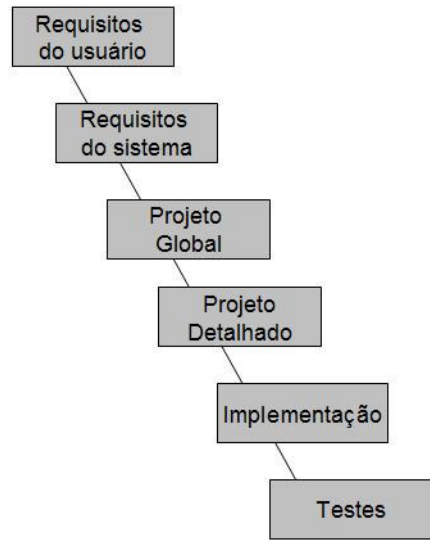 Requisitos
do usuário
Requisitos
do sistema
Projeto
Global
Projeto
Detalhado
Implementação
Testes